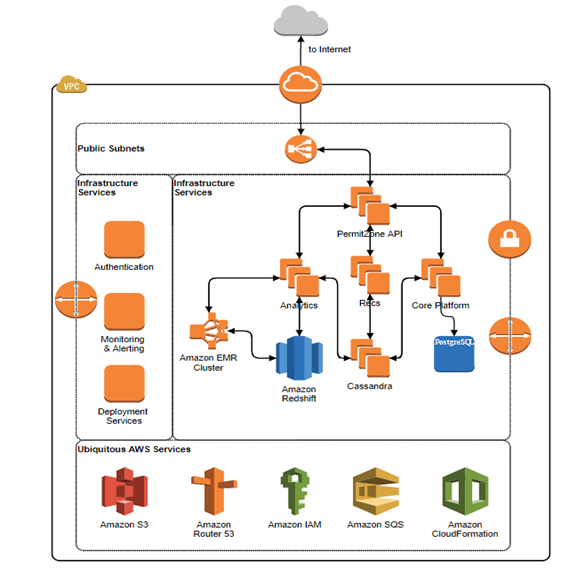 to Internet
VPC
Public Subnets
Infrastructure
Services
Infrastructure
Services
PermitZone API
Authentication
Analytics
Recs
Core Platform
Monitoring
& Alerting
Amazon EMR
Cluster
PostgreSQL
Amazon
Redshift
Cassandra
Deployment
Services
Ubiquitous AWS Services
Amazon S3
Amazon
Router 53
Amazon IAM
Amazon SQS
Amazon
CloudFormation